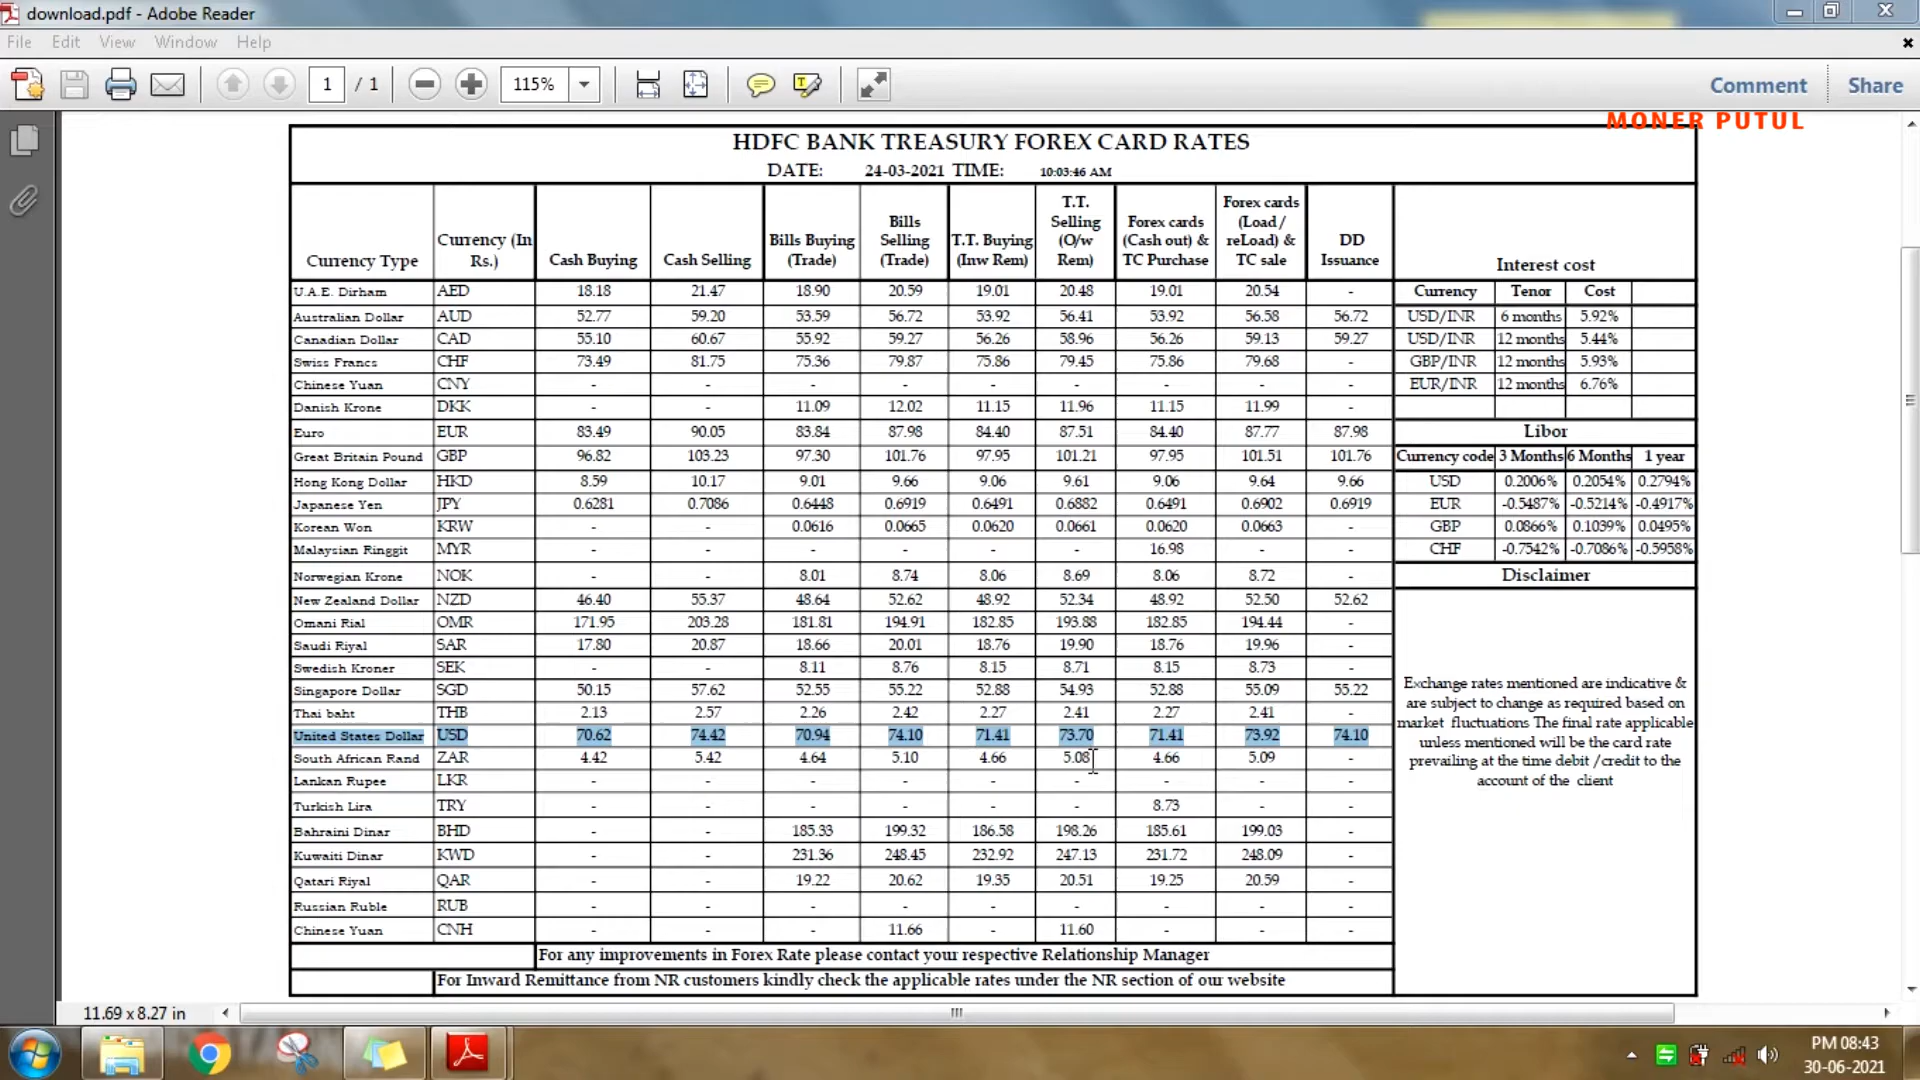 download.pdf - Adobe Reader
File Edit View Window Help
1 / 1 115% Comment Share
MONER PUTUL
HDFC BANK TREASURY FOREX CARD RATES
DATE: 24-03-2021 TIME: 10:03:46 AM
Currency Type Currency (In Rs.) Cash Buying Cash Selling Bills Buying (Trade) Bills Selling (Trade) T.T. Buying (Inw Rem) T.T. Selling (O/w Rem) Forex cards (Cash out) & TC Purchase Forex cards (Load / reLoad) & TC sale DD Issuance Interest cost
U.A.E. Dirham AED 18.18 21.47 18.90 20.59 19.01 20.48 19.01 20.54 - Currency Tenor Cost
Australian Dollar AUD 52.77 59.20 53.59 56.72 53.92 56.41 53.92 56.58 56.72 USD/INR 6 months 5.92%
Canadian Dollar CAD 55.10 60.67 55.92 59.27 56.26 58.96 56.26 59.13 59.27 USD/INR 12 months 5.44%
Swiss Francs CHF 73.49 81.75 75.36 79.87 75.86 79.45 75.86 79.68 - GBP/INR 12 months 5.93%
Chinese Yuan CNY - - - - - - - - - EUR/INR 12 months 6.76%
Danish Krone DKK - - 11.09 12.02 11.15 11.96 11.15 11.99 -
Euro EUR 83.49 90.05 83.84 87.98 84.40 87.51 84.40 87.77 87.98 Libor
Great Britain Pound GBP 96.82 103.23 97.30 101.76 97.95 101.21 97.95 101.51 101.76 Currency code 3 Months 6 Months 1 year
Hong Kong Dollar HKD 8.59 10.17 9.01 9.66 9.06 9.61 9.06 9.64 9.66 USD 0.2006% 0.2054% 0.2794%
Japanese Yen JPY 0.6281 0.7086 0.6448 0.6919 0.6491 0.6882 0.6491 0.6902 0.6919 EUR -0.5487% -0.5214% -0.4917%
Korean Won KRW - - 0.0616 0.0665 0.0620 0.0661 0.0620 0.0663 - GBP 0.0866% 0.1039% 0.0495%
Malaysian Ringgit MYR - - - - - - 16.98 - - CHF -0.7542% -0.7086% -0.5958%
Norwegian Krone NOK - - 8.01 8.74 8.06 8.69 8.06 8.72 - Disclaimer
New Zealand Dollar NZD 46.40 55.37 48.64 52.62 48.92 52.34 48.92 52.50 52.62
Omani Rial OMR 171.95 203.28 181.81 194.91 182.85 193.88 182.85 194.44 -
Saudi Riyal SAR 17.80 20.87 18.66 20.01 18.76 19.90 18.76 19.96 -
Swedish Kroner SEK - - 8.11 8.76 8.15 8.71 8.15 8.73 -
Singapore Dollar SGD 50.15 57.62 52.55 55.22 52.88 54.93 52.88 55.09 55.22
Thai baht THB 2.13 2.57 2.26 2.42 2.27 2.41 2.27 2.41 -
United States Dollar USD 70.62 74.42 70.94 74.10 71.41 73.70 71.41 73.92 74.10
South African Rand ZAR 4.42 5.42 4.64 5.10 4.66 5.08 4.66 5.09 -
Lankan Rupee LKR - - - - - - - - -
Turkish Lira TRY - - - - - - 8.73 - -
Bahraini Dinar BHD - - 185.33 199.32 186.58 198.26 185.61 199.03 -
Kuwaiti Dinar KWD - - 231.36 248.45 232.92 247.13 231.72 248.09 -
Qatari Riyal QAR - - 19.22 20.62 19.35 20.51 19.25 20.59 -
Russian Ruble RUB - - - - - - - - -
Chinese Yuan CNH - - - 11.66 - 11.60 - - -
Exchange rates mentioned are indicative &
are subject to change as required based on
market fluctuations The final rate applicable
unless mentioned will be the card rate
prevailing at the time debit /credit to the
account of the client
For any improvements in Forex Rate please contact your respective Relationship Manager
For Inward Remittance from NR customers kindly check the applicable rates under the NR section of our website
11.69 x 8.27 in
PM 08:43
30-06-2021